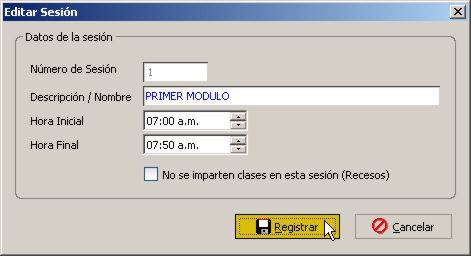 Editar Sesión
Datos de la sesión
Número de Sesión 1
Descripción / Nombre PRIMER MODULO
Hora Inicial 07:00 a.m.
Hora Final 07:50 a.m.
No se imparten clases en esta sesión (Recesos)
Registrar Cancelar